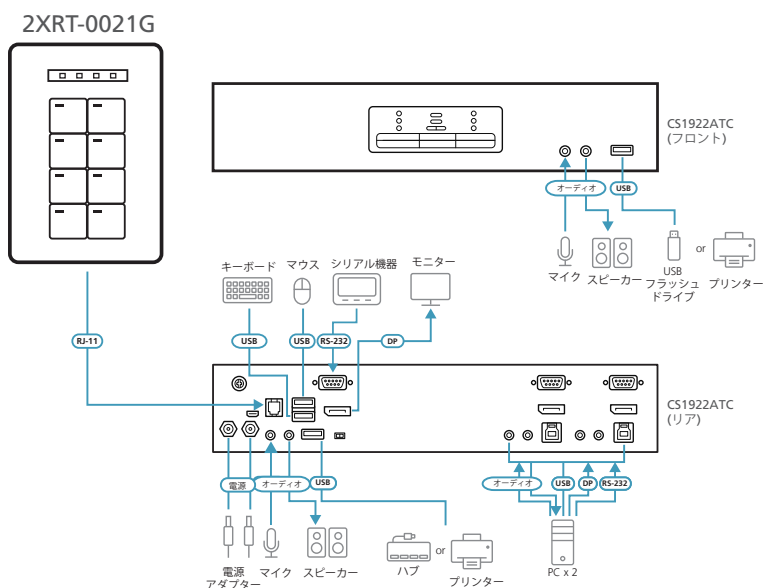 2XRT-0021G
CS1922ATC
(フロント)
オーディオ
USB
マイク
スピーカー
USB
フラッシュ
ドライブ
or
プリンター
キーボード
マウス
シリアル機器
モニター
RJ-11
USB
USB
RS-232
DP
CS1922ATC
(リア)
電源
オーディオ
USB
オーディオ
USB
DP
RS-232
電源
アダプター
マイク
スピーカー
ハブ
or
プリンター
PC x 2